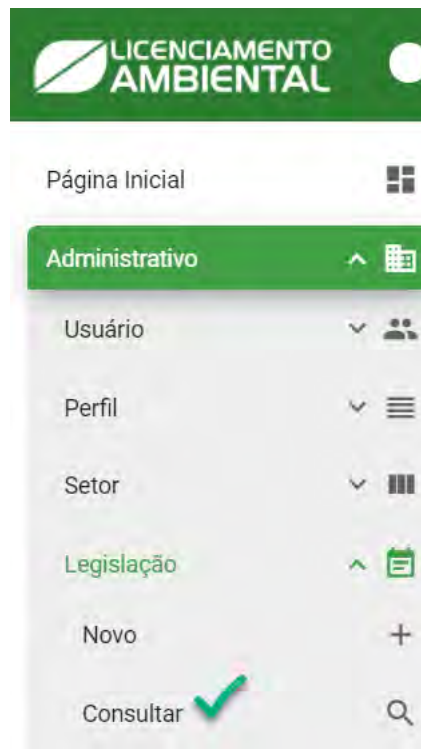 LICENCIAMENTO
AMBIENTAL
Página Inicial
Administrativo
Usuário
Perfil
Setor
Legislação
Novo
Consultar